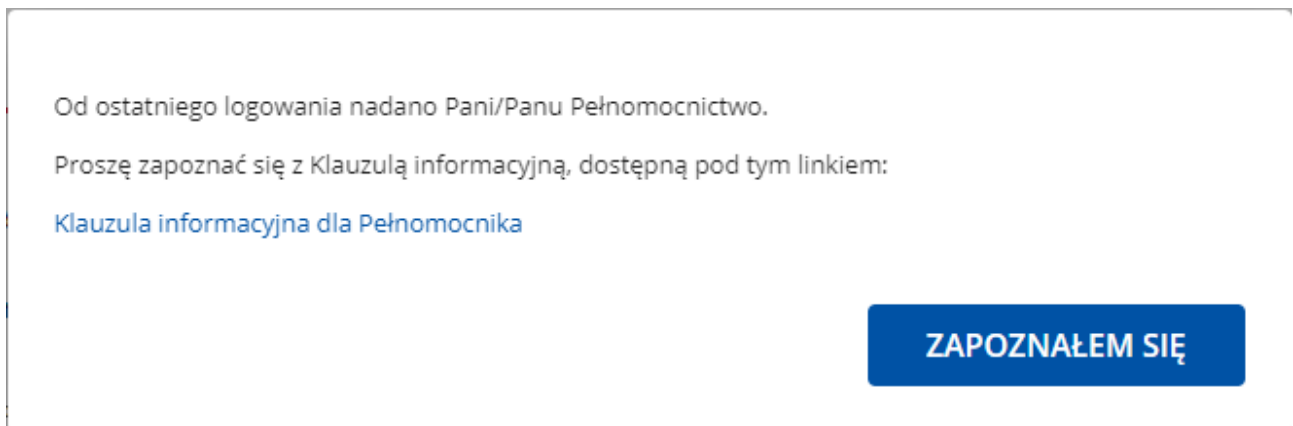 Od ostatniego logowania nadano Pani/Panu Pełnomocnictwo.
Proszę zapoznać się z Klauzulą informacyjną, dostępną pod tym linkiem:
Klauzula informacyjna dla Pełnomocnika
ZAPOZNAŁEM SIĘ